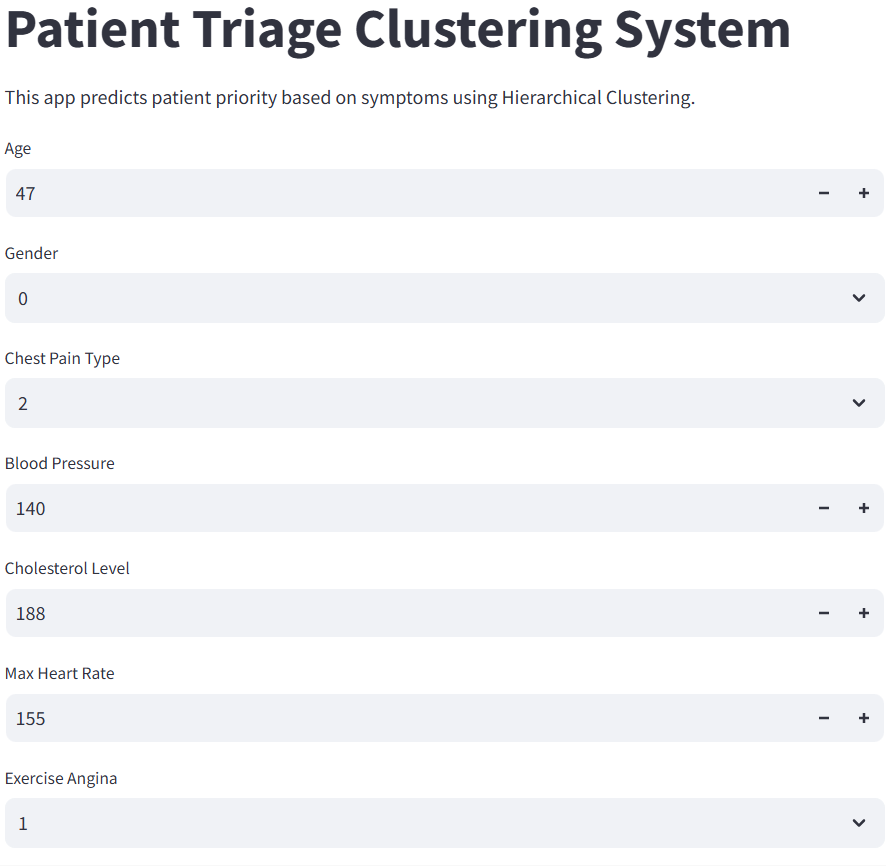 Patient Triage Clustering System
This app predicts patient priority based on symptoms using Hierarchical Clustering.
Age
47
Gender
0
Chest Pain Type
2
Blood Pressure
140
Cholesterol Level
188
Max Heart Rate
155
Exercise Angina
1